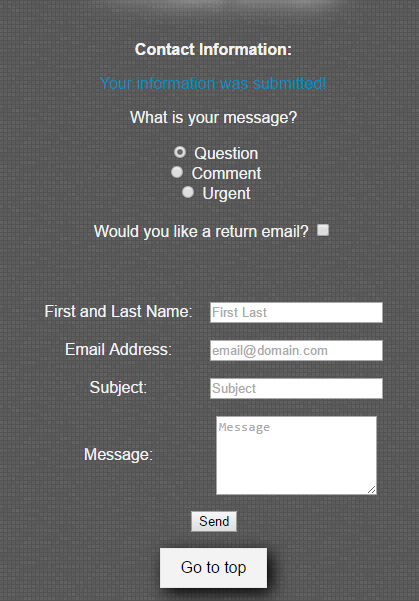 Contact Information:
Your information was submitted!
What is your message?
Question
Comment
Urgent
Would you like a return email?
First and Last Name: First Last
Email Address: email@domain.com
Subject: Subject
Message: Message
Send
Go to top